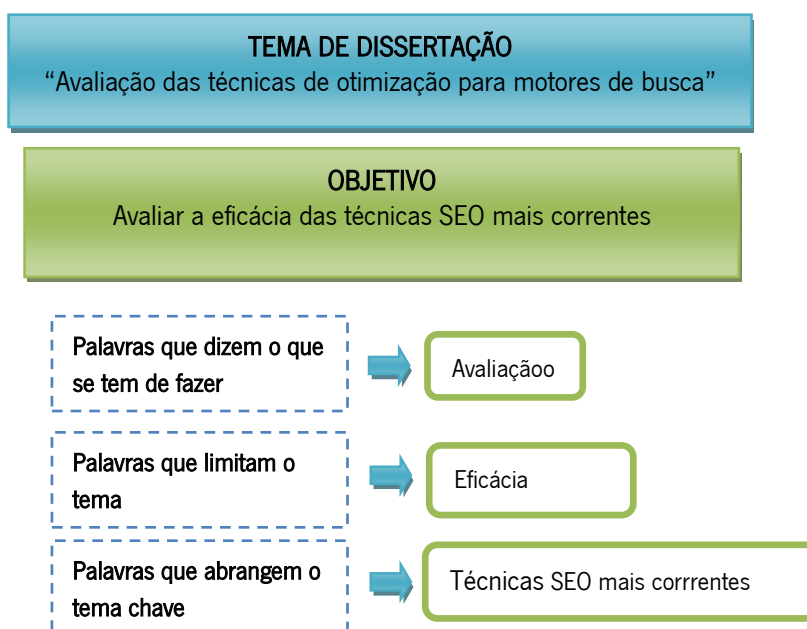 TEMA DE DISSERTAÇÃO
“Avaliação das técnicas de otimização para motores de busca”
OBJETIVO
Avaliar a eficácia das técnicas SEO mais correntes
Palavras que dizem o que
se tem de fazer
Avaliaçãoo
Palavras que limitam o
tema
Eficácia
Palavras que abrangem o
tema chave
Técnicas SEO mais corrrentes